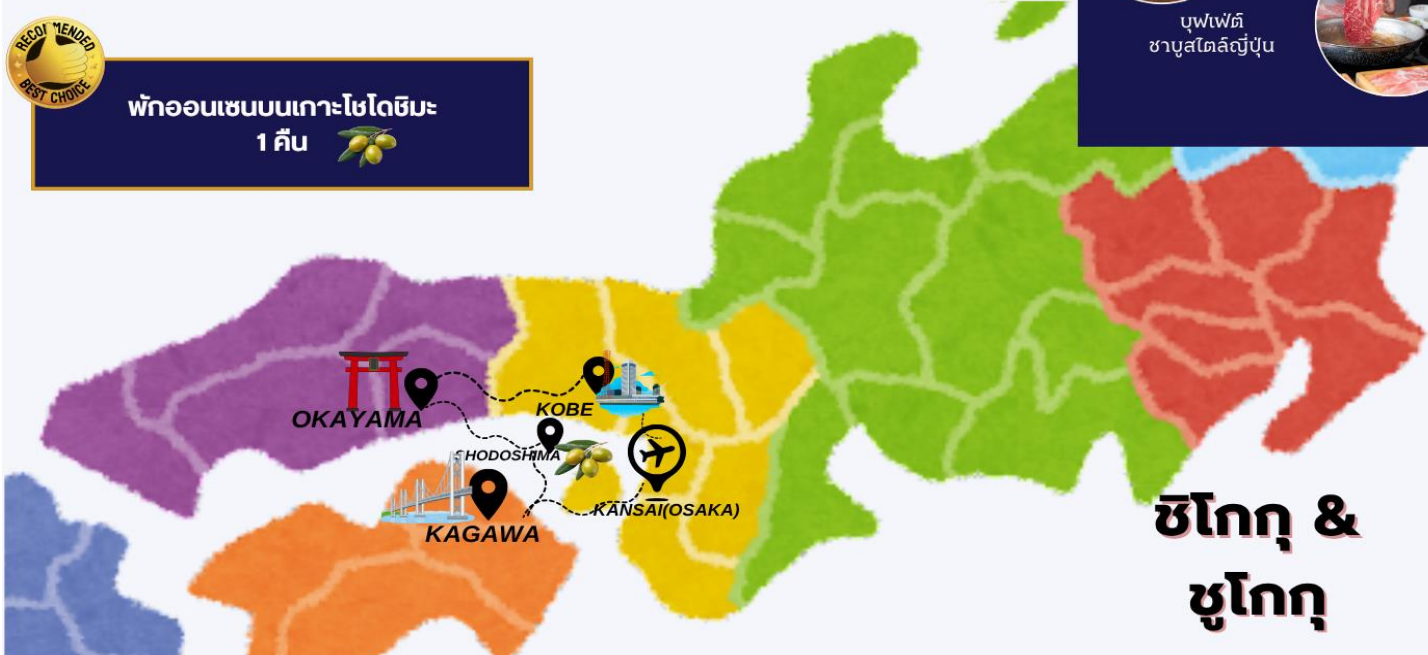 RECOMMENDED
BEST CHOICE
พักออนเซนบนเกาะโชโดชิมะ
1 คืน
บุฟเฟ่ต์
ชาบูสไตล์ญี่ปุ่น
OKAYAMA
KOBE
SHODOSHIMA
KANSAI(OSAKA)
KAGAWA
ชิโกกุ &
ชูโกกุ